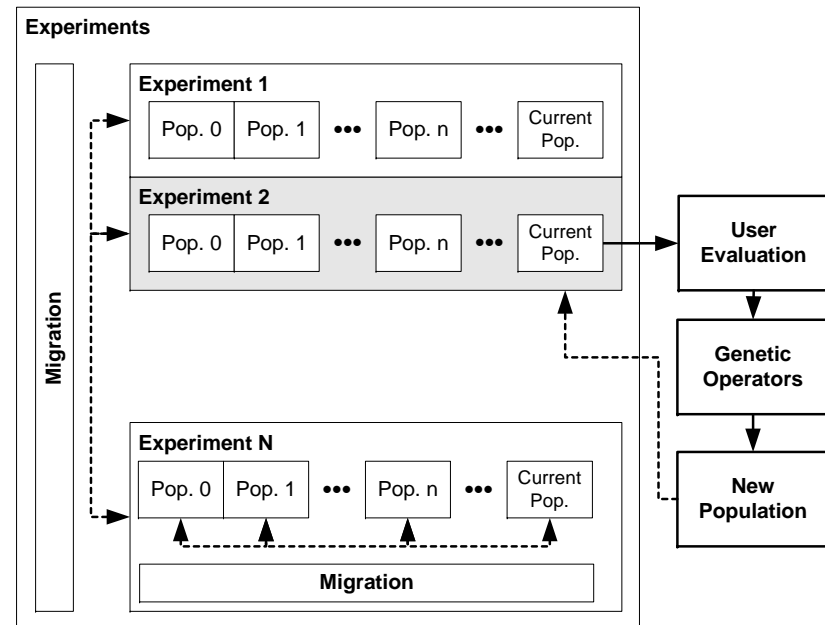 Experiments
Migration
Experiment 1
Pop. 0 Pop. 1 ••• Pop. n ••• Current Pop.
Experiment 2
Pop. 0 Pop. 1 ••• Pop. n ••• Current Pop.
User
Evaluation
Genetic
Operators
New
Population
Experiment N
Pop. 0 Pop. 1 ••• Pop. n ••• Current Pop.
Migration